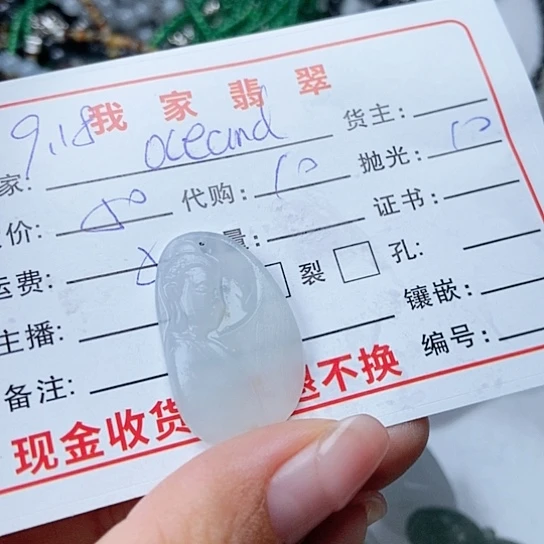 我家翡翠
9.18
家: oceand 货主:
价: 50 代购: 10 抛光: 10
运费: 量: 证书:
裂 孔:
主播: 镶嵌:
备注: 编号:
现金收货 退不换